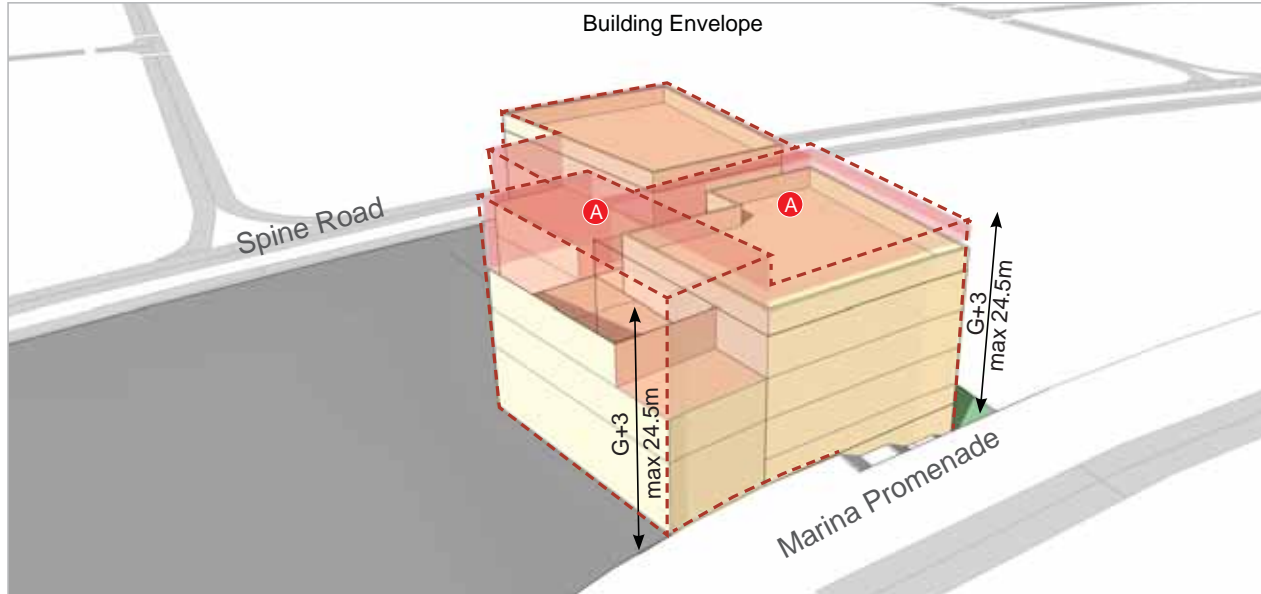 Building Envelope
Spine Road
A
A
G+3
max 24.5m
G+3
max 24.5m
Marina Promenade